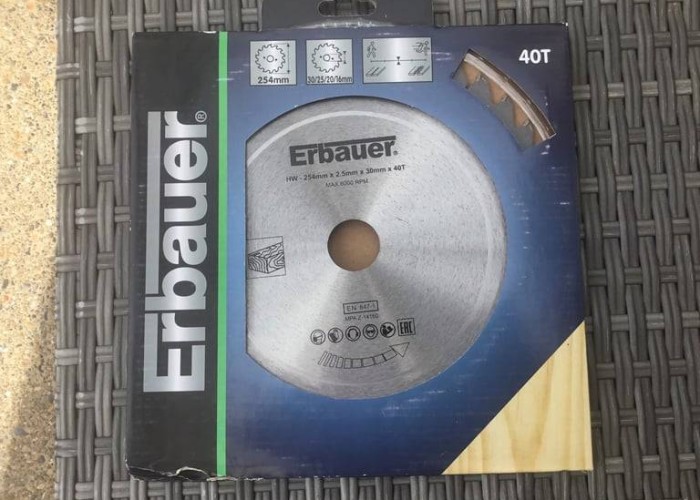 Erbauer®
254mm
30/25/20/16mm
40T
Erbauer®
HW - 254mm x 2.5mm x 30mm x 40T
MAX 6000 RPM
EN 847-1
EAC